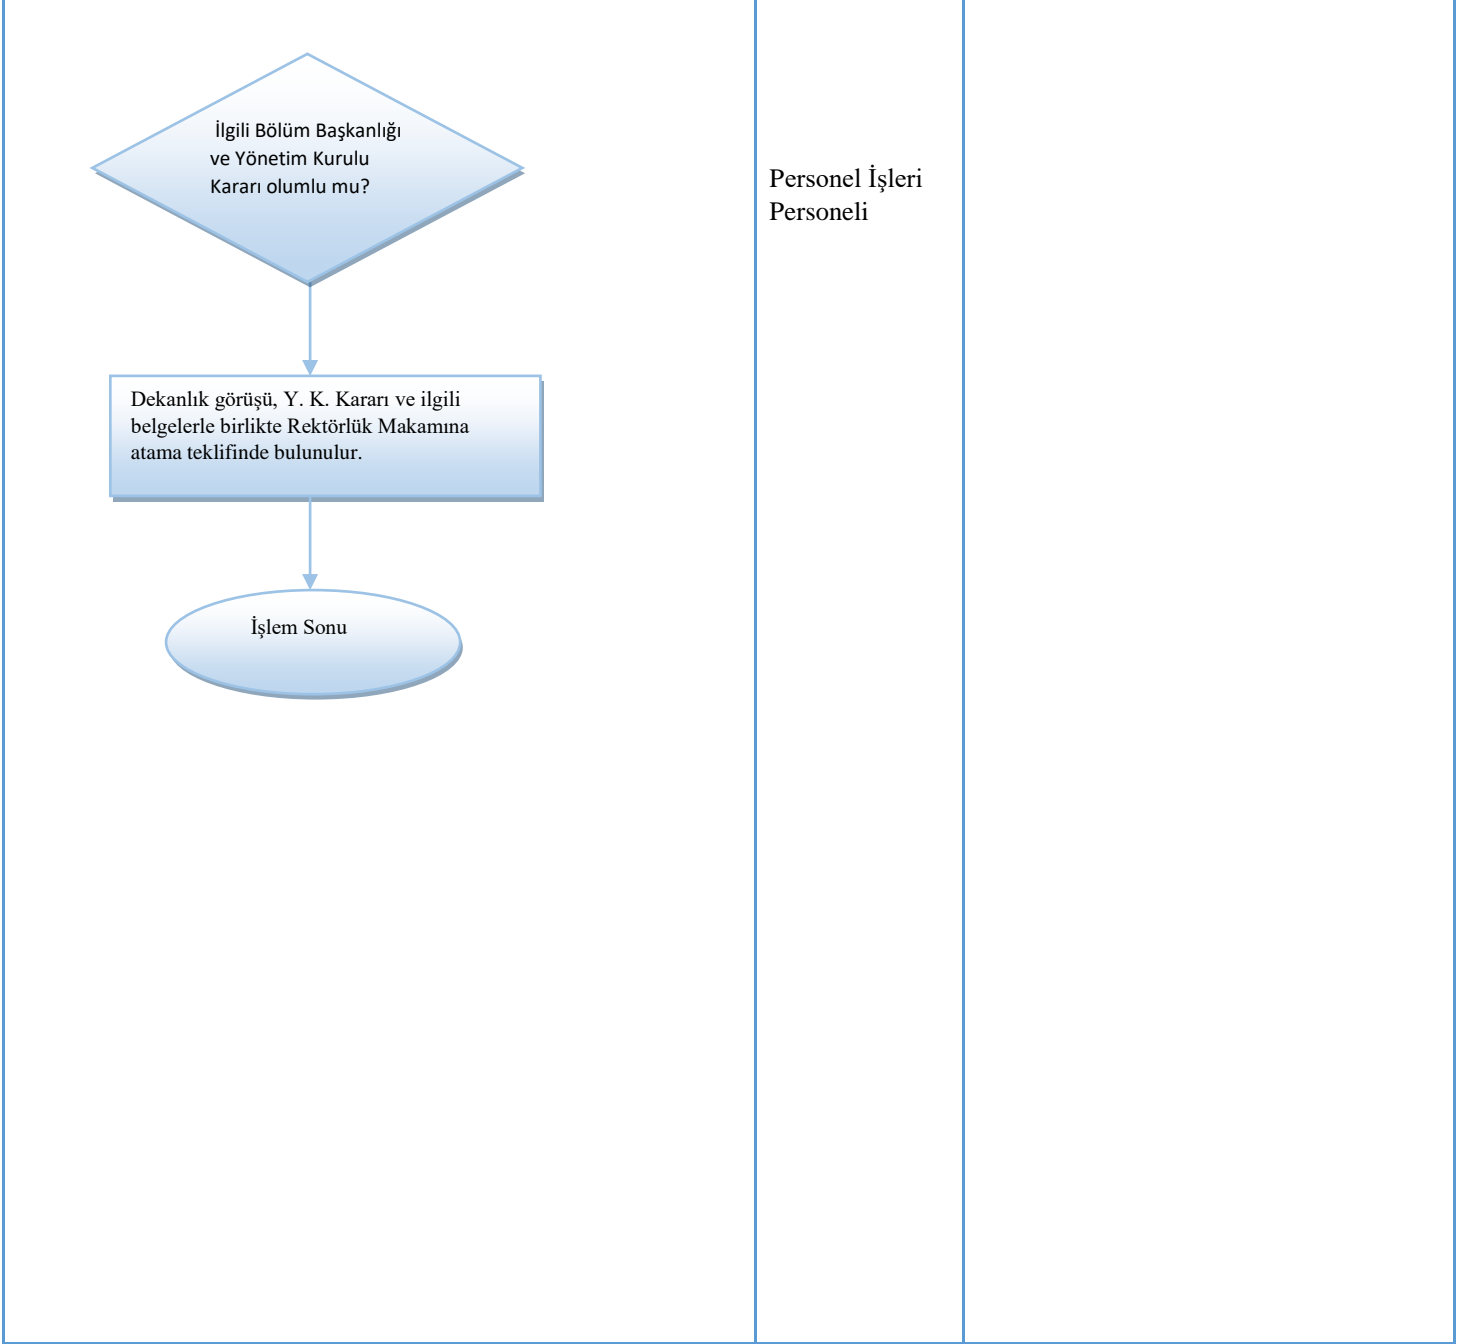 İlgili Bölüm Başkanlığı
ve Yönetim Kurulu
Kararı olumlu mu?
Personel İşleri
Personeli
Dekanlık görüşü, Y. K. Kararı ve ilgili
belgelerle birlikte Rektörlük Makamına
atama teklifinde bulunulur.
İşlem Sonu